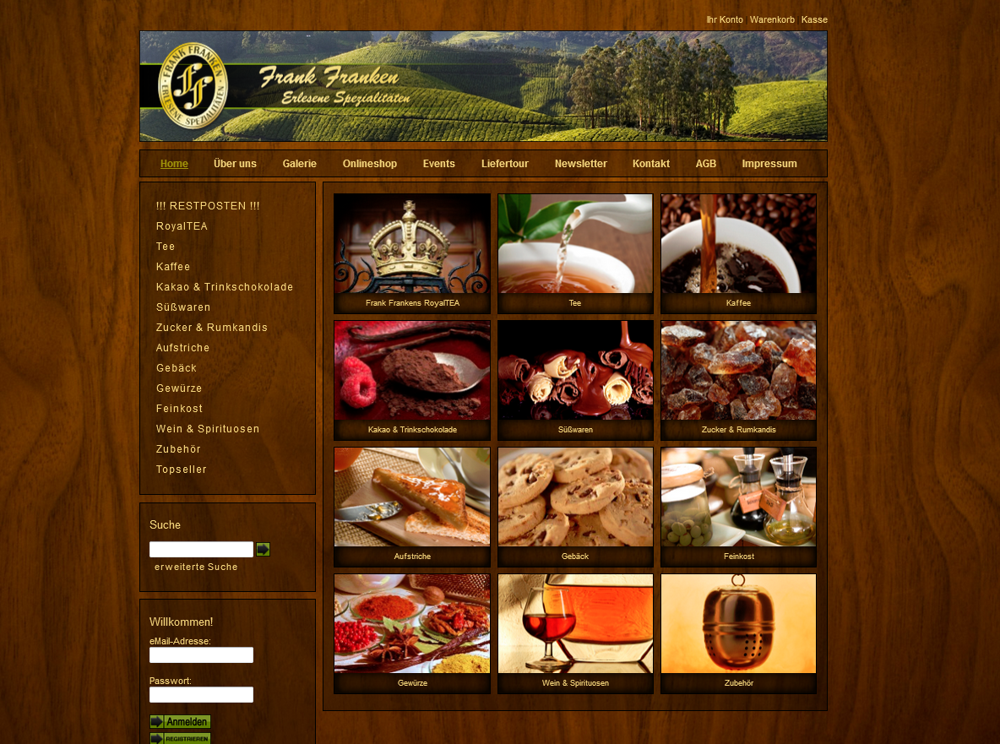 Ihr Konto | Warenkorb | Kasse
FRANK FRANKEN
FF
ERLESENE SPEZIALITÄTEN
Frank Franken
Erlesene Spezialitäten
Home Über uns Galerie Onlineshop Events Liefertour Newsletter Kontakt AGB Impressum
!!! RESTPOSTEN !!!
RoyalTEA
Tee
Kaffee
Kakao & Trinkschokolade
Süßwaren
Zucker & Rumkandis
Aufstriche
Gebäck
Gewürze
Feinkost
Wein & Spirituosen
Zubehör
Topseller
Suche
erweiterte Suche
Willkommen!
eMail-Adresse:
Passwort:
Anmelden
REGISTRIEREN
Frank Frankens RoyalTEA
Tee
Kaffee
Kakao & Trinkschokolade
Süßwaren
Zucker & Rumkandis
Aufstriche
Gebäck
Feinkost
Gewürze
Wein & Spirituosen
Zubehör